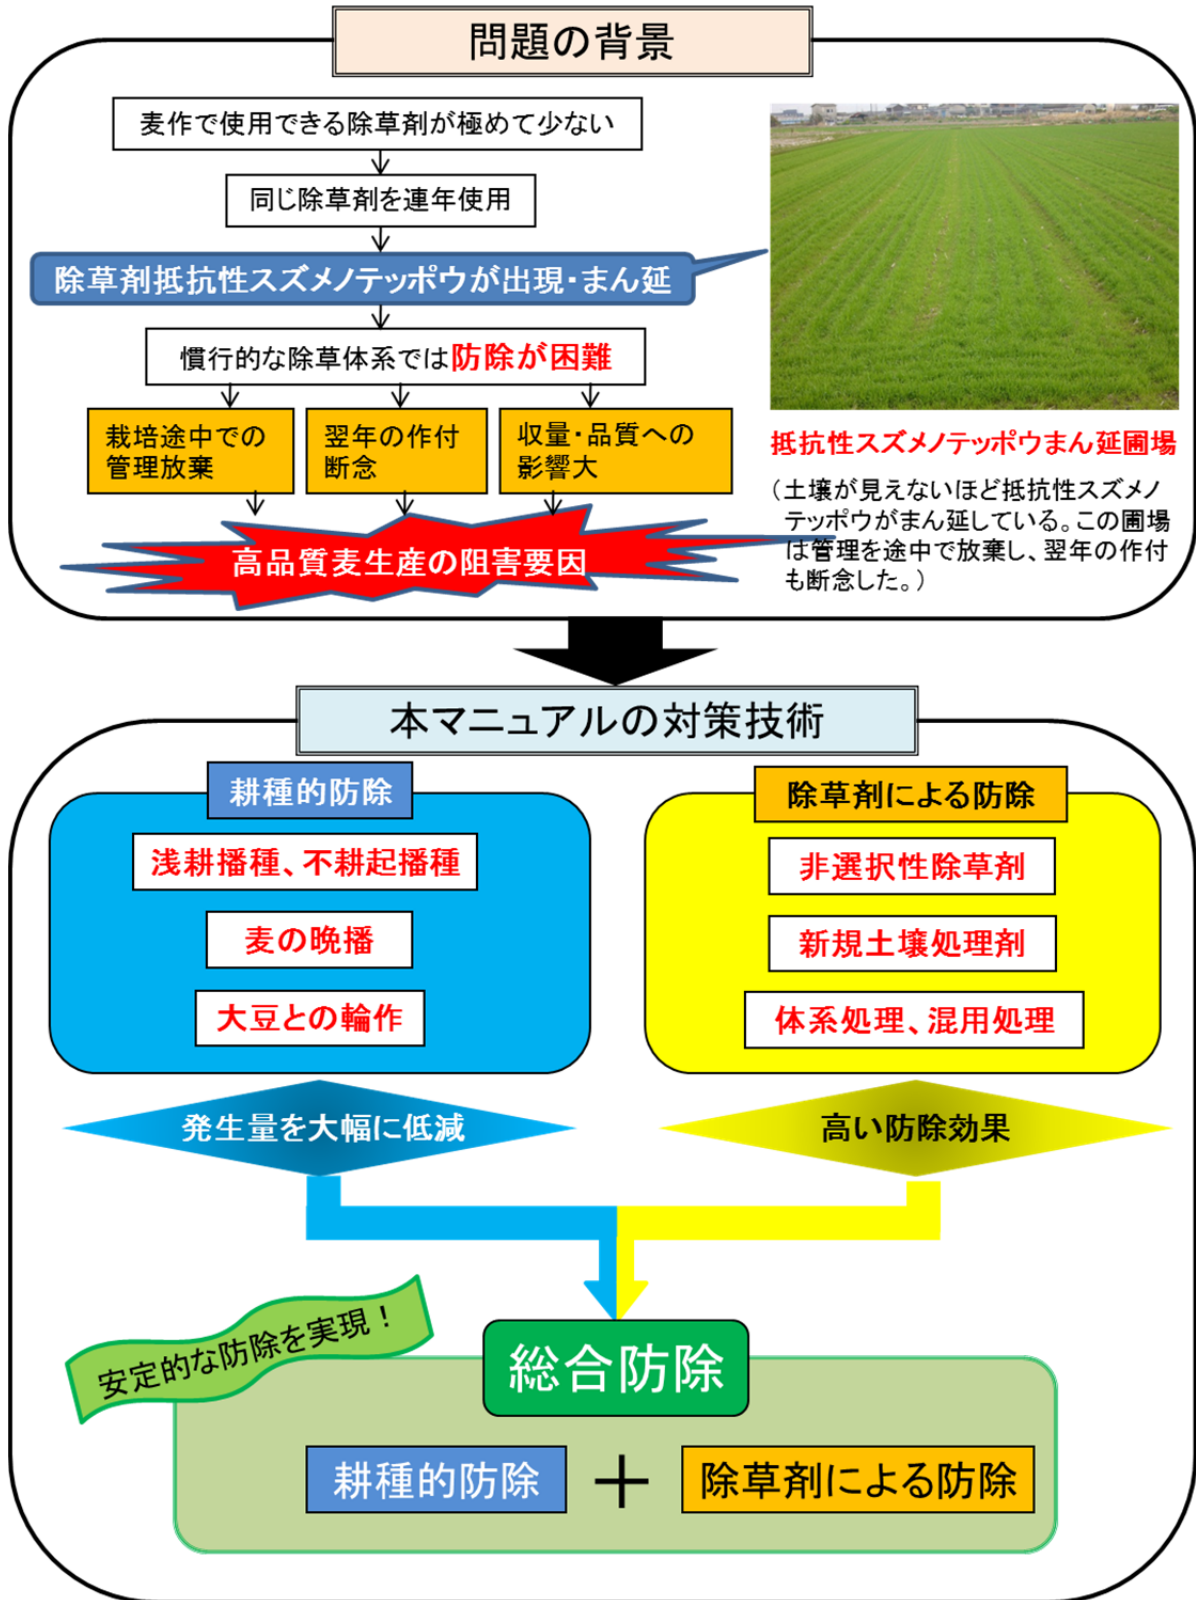 問題の背景
麦作で使用できる除草剤が極めて少ない
同じ除草剤を連年使用
除草剤抵抗性スズメノテッポウが出現・まん延
慣行的な除草体系では防除が困難
栽培途中での
管理放棄
翌年の作付
断念
収量・品質への
影響大
高品質麦生産の阻害要因
抵抗性スズメノテッポウまん延圃場
（土壌が見えないほど抵抗性スズメノ
テッポウがまん延している。この圃場
は管理を途中で放棄し、翌年の作付
も断念した。）
本マニュアルの対策技術
耕種的防除
浅耕播種、不耕起播種
麦の晩播
大豆との輪作
発生量を大幅に低減
除草剤による防除
非選択性除草剤
新規土壌処理剤
体系処理、混用処理
高い防除効果
安定的な防除を実現！
総合防除
耕種的防除 ＋ 除草剤による防除